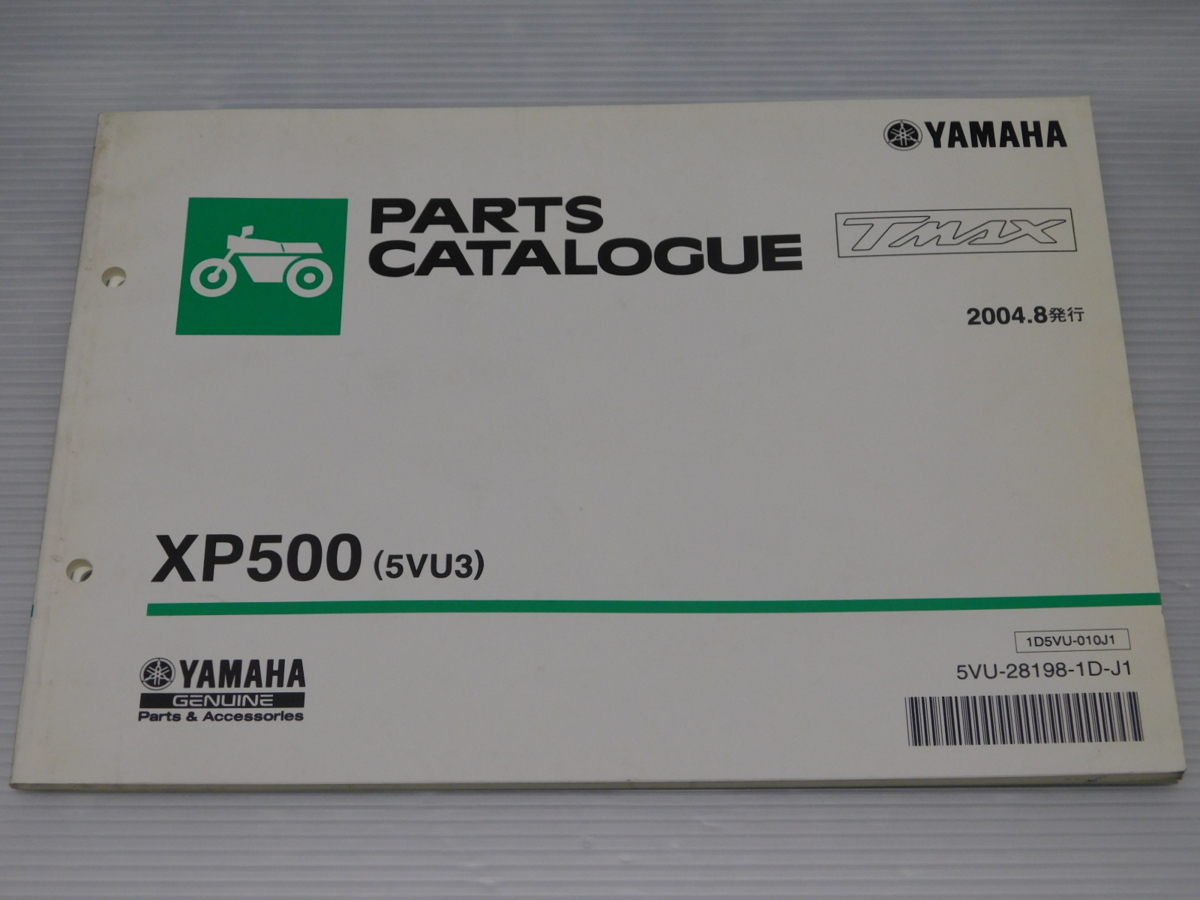 YAMAHA
PARTS
CATALOGUE
TMAX
2004.8発行
XP500 (5VU3)
1D5VU-010J1
5VU-28198-1D-J1
YAMAHA
GENUINE
Parts & Accessories